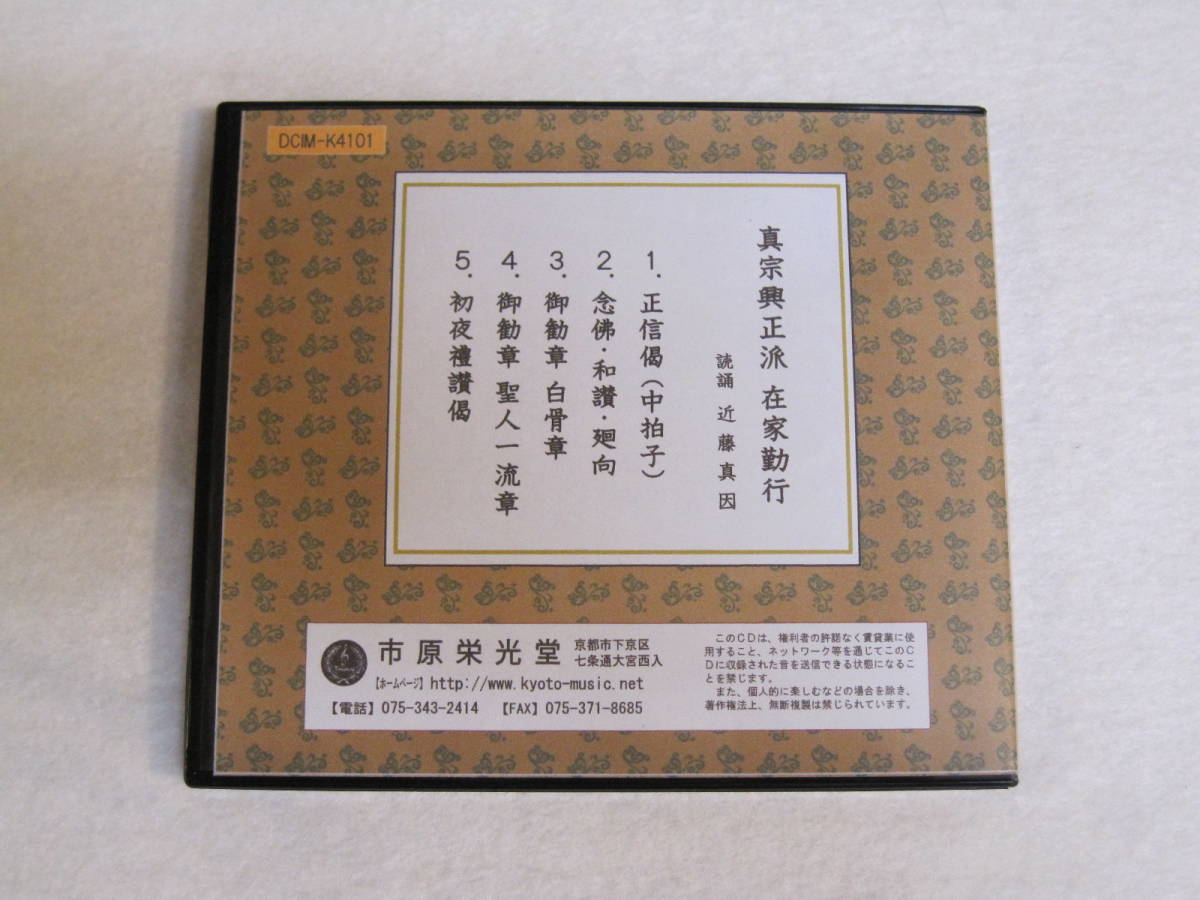 DCIM-K4101
真宗興正派 在家勤行
読誦 近藤真因
1. 正信偈(中拍子)
2. 念佛・和讃・廻向
3. 御勧章 白骨章
4. 御勧章 聖人一流章
5. 初夜禮讃偈
市原栄光堂
京都市下京区
七条通大宮西入
【ホームページ】http://www.kyoto-music.net
【電話】075-343-2414 【FAX】075-371-8685
このCDは、権利者の許諾なく賃貸業に使
用すること、ネットワーク等を通じてこのC
Dに収録された音を送信できる状態にするこ
とを禁じます。
また、個人的に楽しむなどの場合を除き、
著作権法上、無断複製は禁じられています。